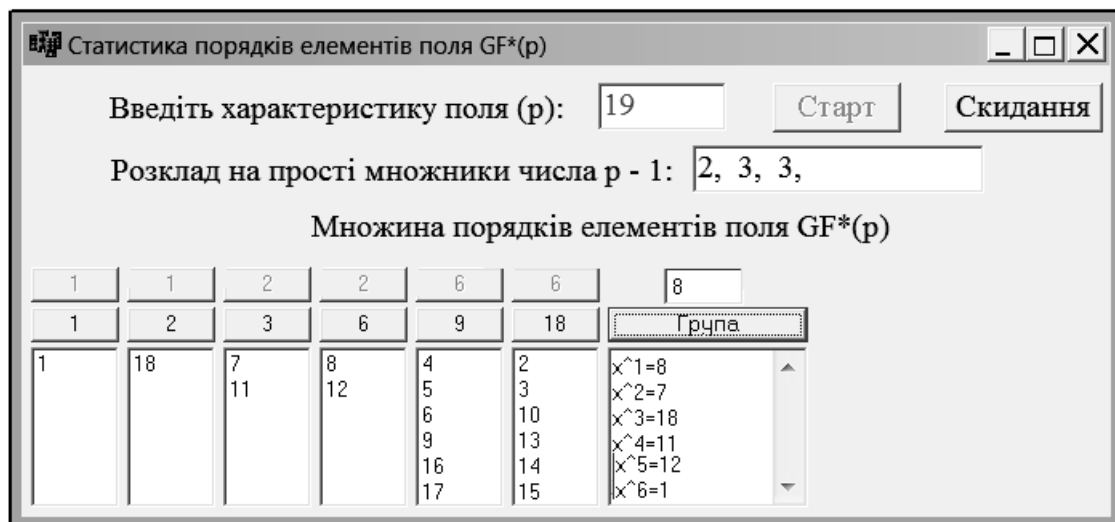 Статистика порядків елементів поля GF*(p)
Введіть характеристику поля (p): 19 Старт Скидання
Розклад на прості множники числа p - 1: 2, 3, 3,
Множина порядків елементів поля GF*(p)
1 1 2 2 6 6 8
1 2 3 6 9 18 Група
1 18 7 8 4 2 x^1=8
11 12 5 3 x^2=7
6 10 x^3=18
9 13 x^4=11
16 14 x^5=12
17 15 x^6=1